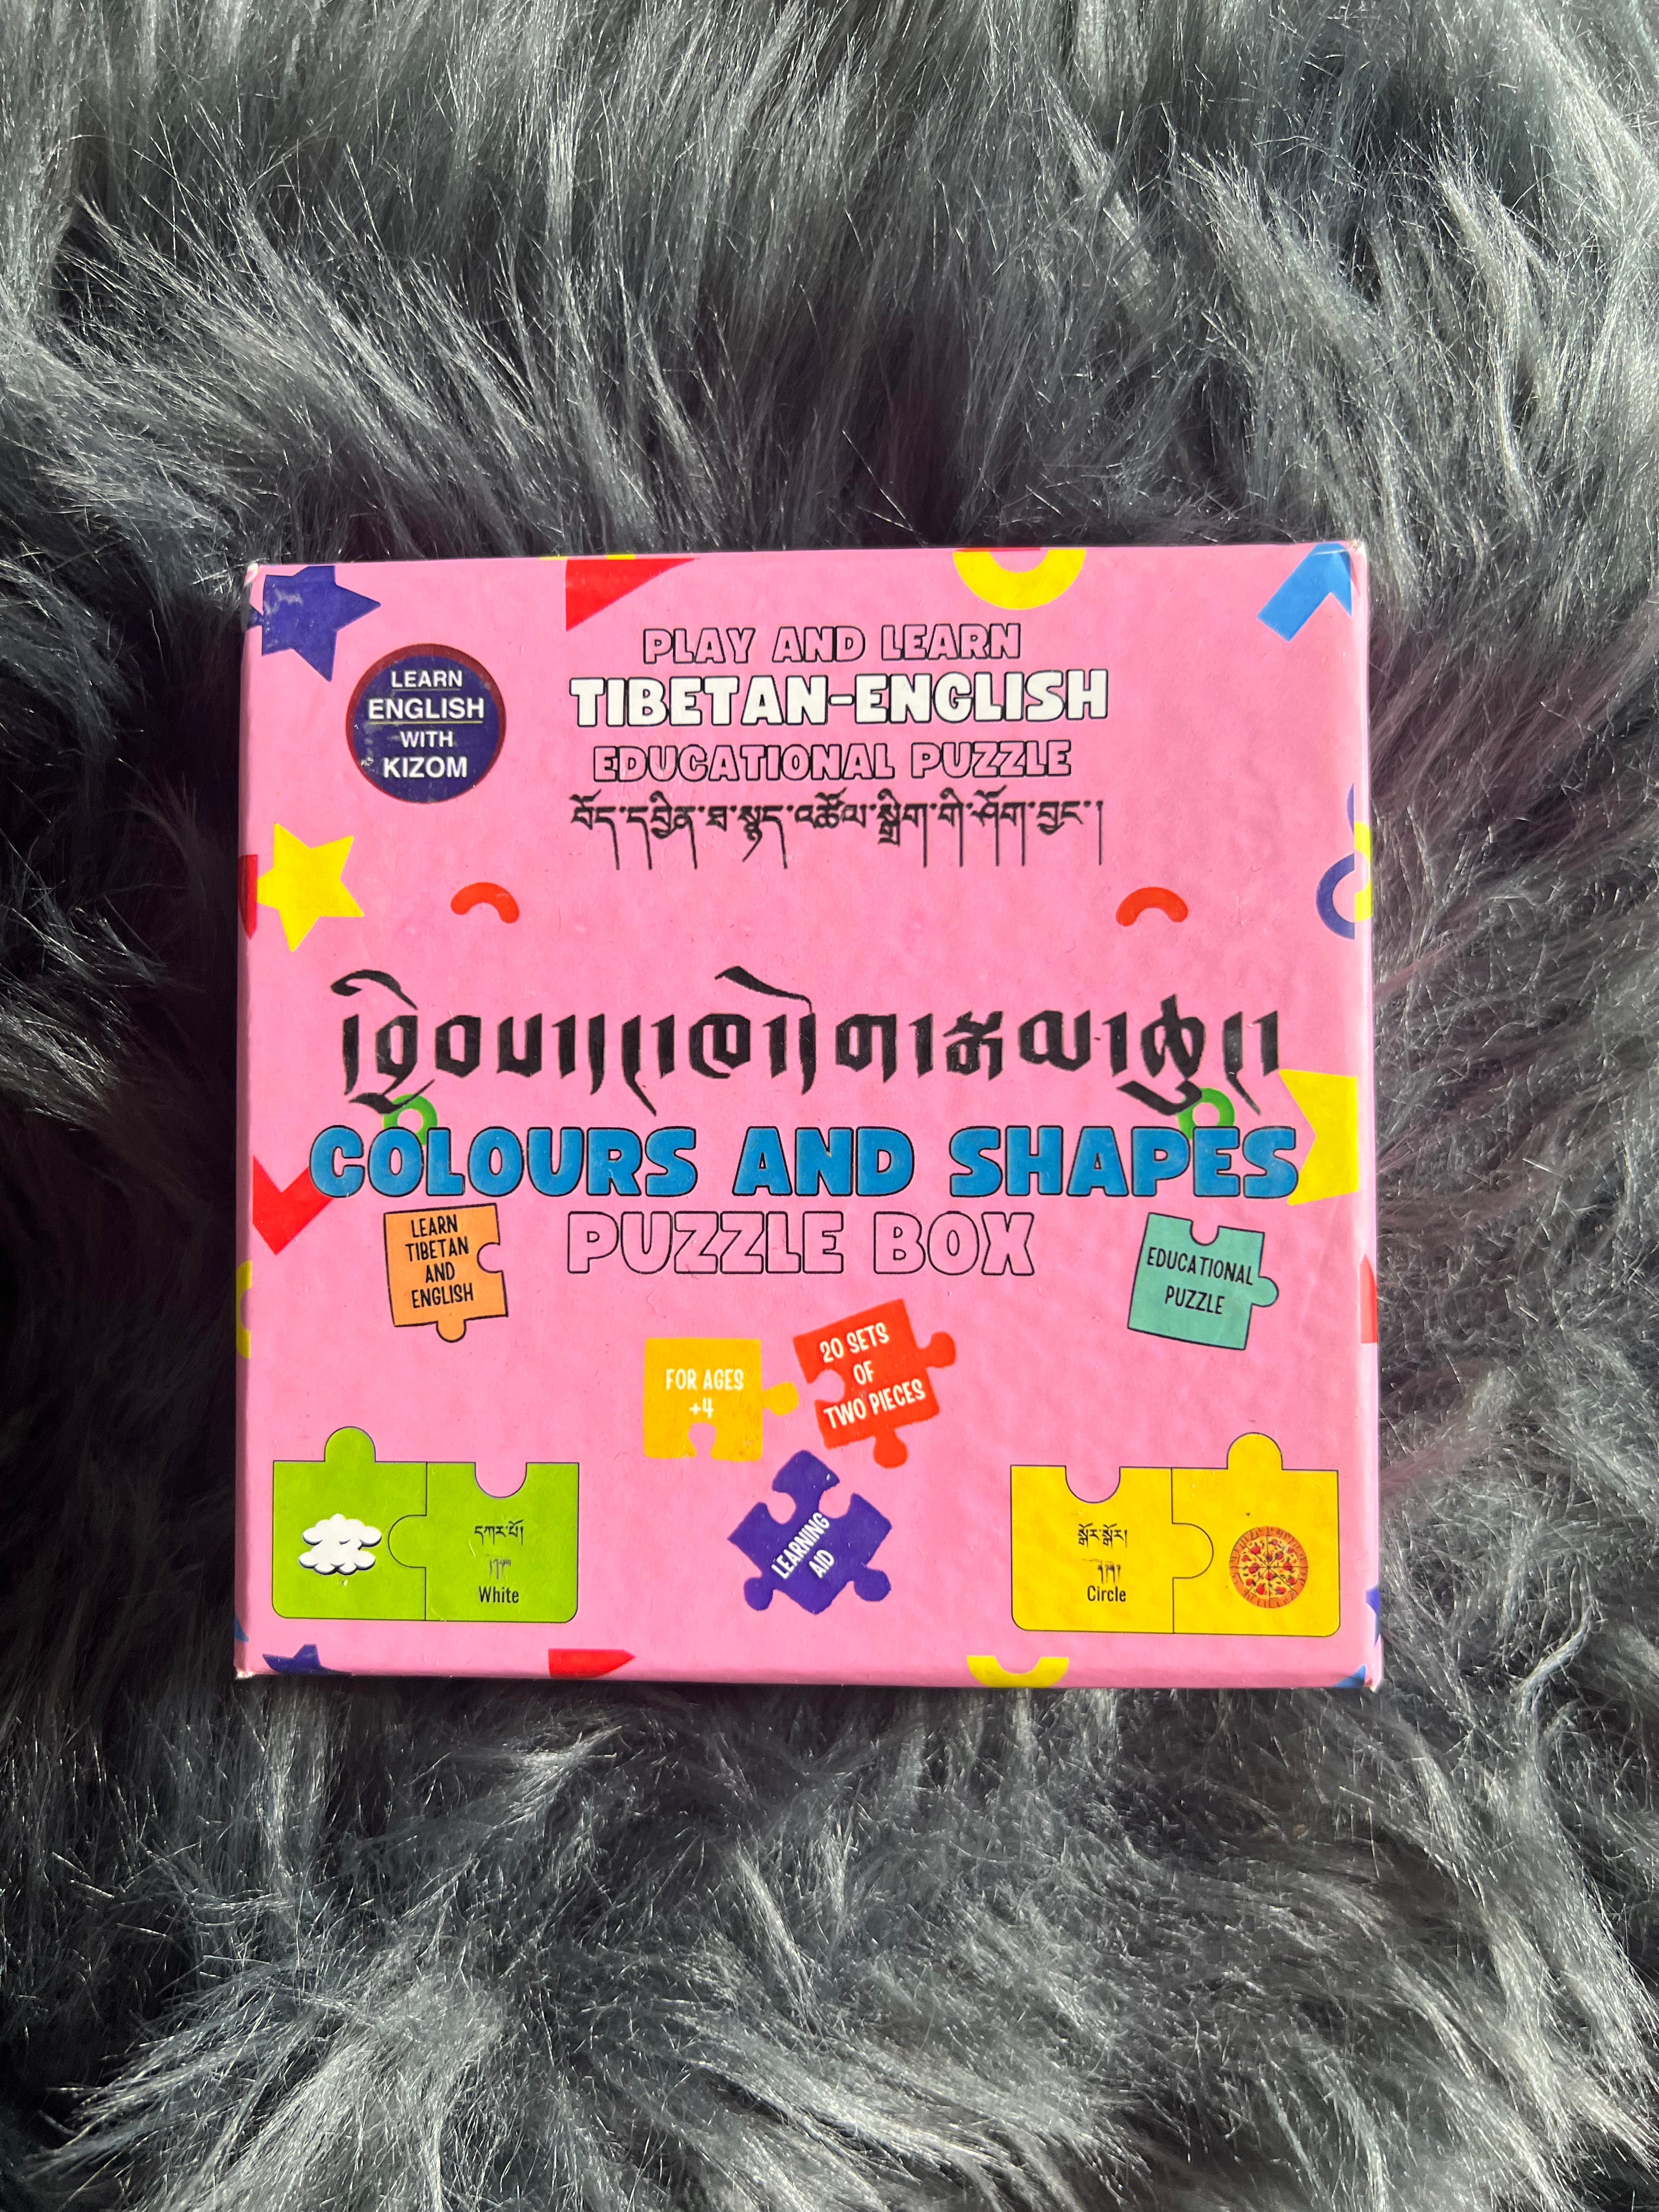 LEARN
ENGLISH
WITH
KIZOM
PLAY AND LEARN
TIBETAN-ENGLISH
EDUCATIONAL PUZZLE
བོད་དབྱིན་ཐ་སྙད་འཚོལ་སྒྲིག་གི་ཤོག་བྱང་།
COLOURS AND SHAPES
PUZZLE BOX
LEARN
TIBETAN
AND
ENGLISH
EDUCATIONAL
PUZZLE
FOR AGES
+4
20 SETS
OF
TWO PIECES
LEARNING
AID
དཀར་པོ།
White
སྒོར་སྒོར།
Circle